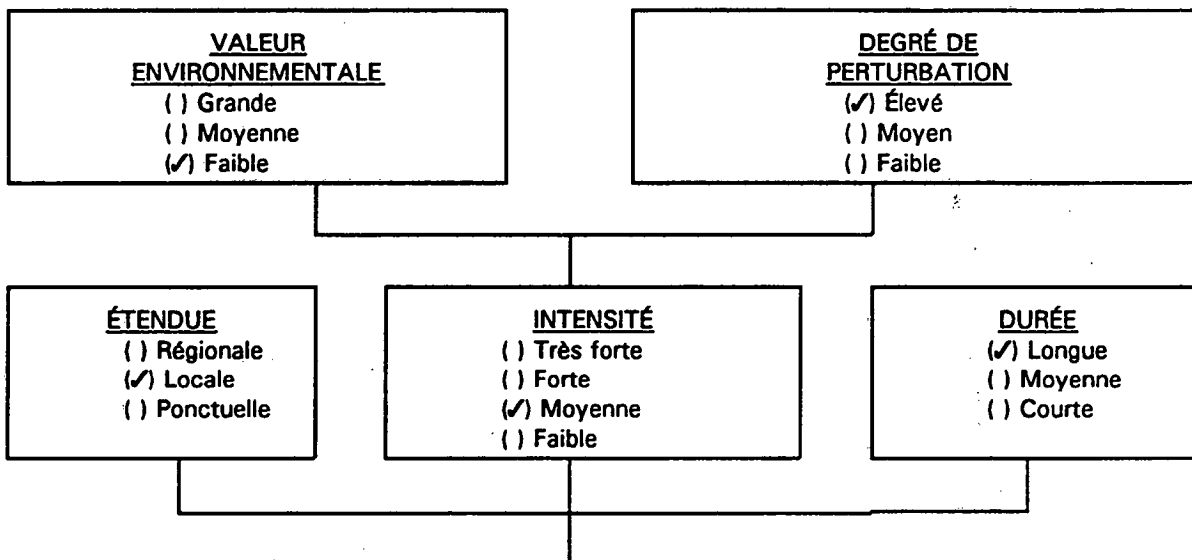 VALEUR
ENVIRONNEMENTALE
( ) Grande
( ) Moyenne
(✓) Faible
DEGRÉ DE
PERTURBATION
(✓) Élevé
( ) Moyen
( ) Faible
ÉTENDUE
( ) Régionale
(✓) Locale
( ) Ponctuelle
INTENSITÉ
( ) Très forte
( ) Forte
(✓) Moyenne
( ) Faible
DURÉE
(✓) Longue
( ) Moyenne
( ) Courte